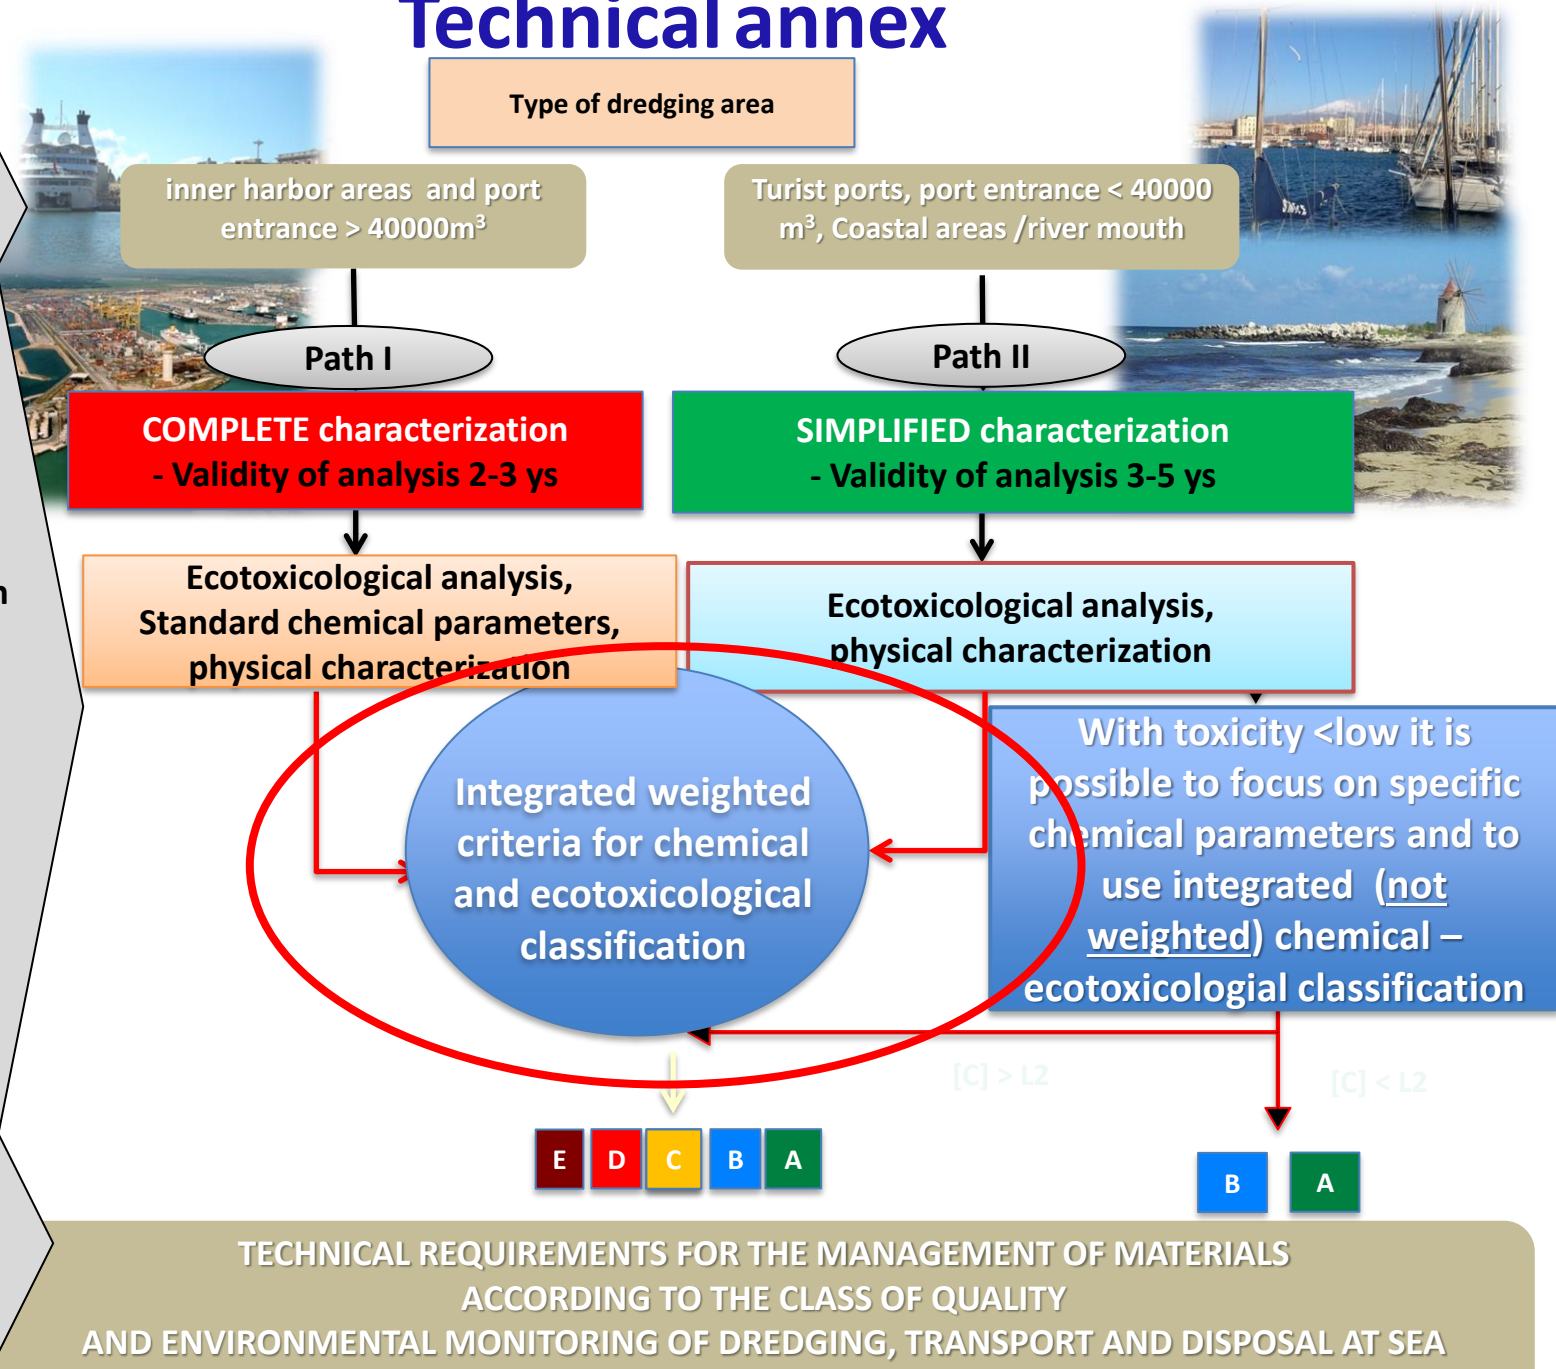 Technical annex
Type of dredging area
inner harbor areas and port
entrance > 40000m³
Turist ports, port entrance < 40000
m³, Coastal areas /river mouth
Path I
Path II
COMPLETE characterization
- Validity of analysis 2-3 ys
SIMPLIFIED characterization
- Validity of analysis 3-5 ys
Ecotoxicological analysis,
Standard chemical parameters,
physical characterization
Ecotoxicological analysis,
physical characterization
Integrated weighted
criteria for chemical
and ecotoxicological
classification
With toxicity <low it is
possible to focus on specific
chemical parameters and to
use integrated (not
weighted) chemical –
ecotoxicologial classification
[C] > L2
[C] < L2
E D C B A
B A
TECHNICAL REQUIREMENTS FOR THE MANAGEMENT OF MATERIALS
ACCORDING TO THE CLASS OF QUALITY
AND ENVIRONMENTAL MONITORING OF DREDGING, TRANSPORT AND DISPOSAL AT SEA